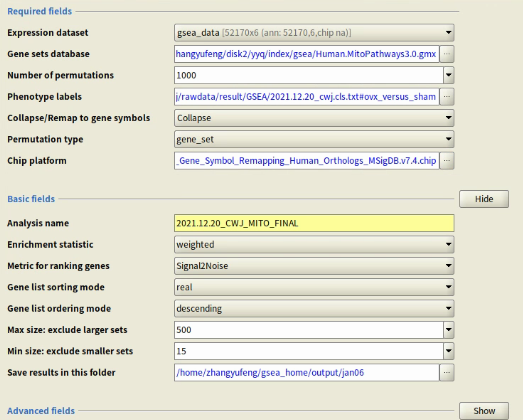 Required fields
Expression dataset gsea_data [52170x6 (ann: 52170,6,chip na)]
Gene sets database hangyufeng/disk2/yyq/index/gsea/Human.MitoPathways3.0.gmx ...
Number of permutations 1000
Phenotype labels j/rawdata/result/GSEA/2021.12.20_cwj.cls.txt#ovx_versus_sham ...
Collapse/Remap to gene symbols Collapse
Permutation type gene_set
Chip platform _Gene_Symbol_Remapping_Human_Orthologs_MSigDB.v7.4.chip ...
Basic fields Hide
Analysis name 2021.12.20_CWJ_MITO_FINAL
Enrichment statistic weighted
Metric for ranking genes Signal2Noise
Gene list sorting mode real
Gene list ordering mode descending
Max size: exclude larger sets 500
Min size: exclude smaller sets 15
Save results in this folder /home/zhangyufeng/gsea_home/output/jan06 ...
Advanced fields Show